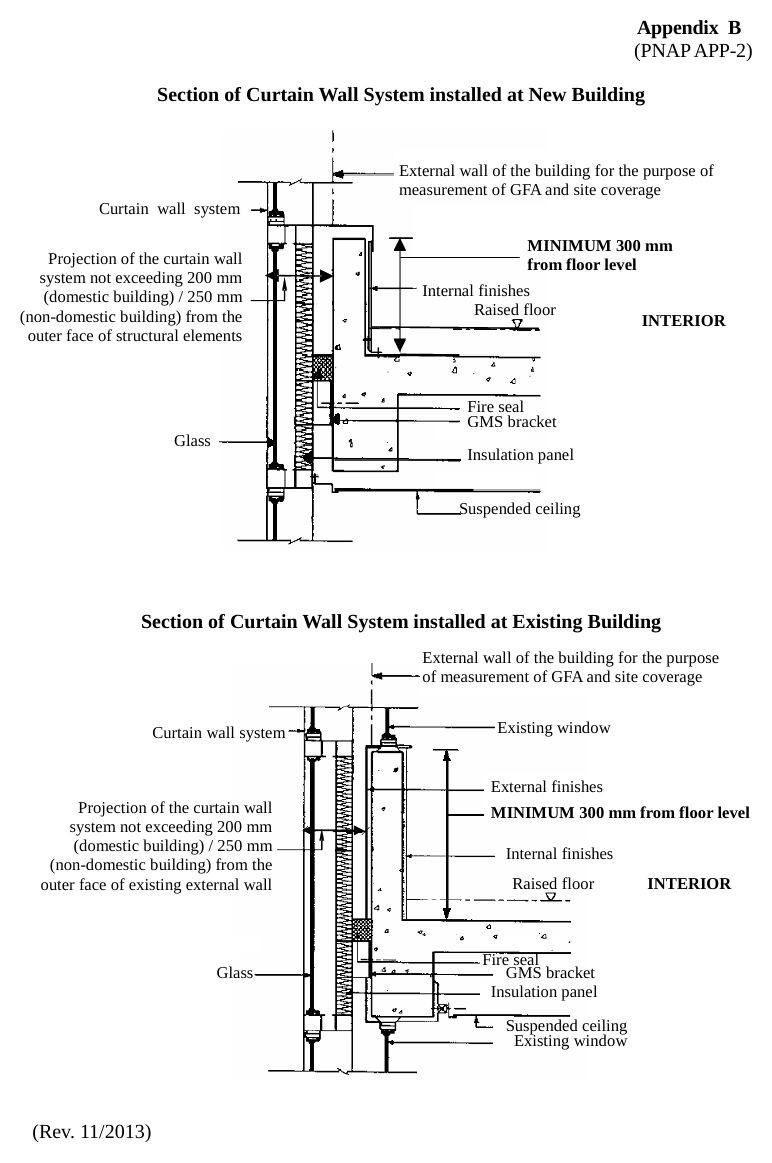 Appendix B
(PNAP APP-2)
Section of Curtain Wall System installed at New Building
External wall of the building for the purpose of
measurement of GFA and site coverage
Curtain wall system
MINIMUM 300 mm
from floor level
Projection of the curtain wall
system not exceeding 200 mm
(domestic building) / 250 mm
(non-domestic building) from the
outer face of structural elements
Internal finishes
Raised floor
INTERIOR
Fire seal
GMS bracket
Glass
Insulation panel
Suspended ceiling
Section of Curtain Wall System installed at Existing Building
External wall of the building for the purpose
of measurement of GFA and site coverage
Existing window
Curtain wall system
External finishes
MINIMUM 300 mm from floor level
Projection of the curtain wall
system not exceeding 200 mm
(domestic building) / 250 mm
(non-domestic building) from the
outer face of existing external wall
Internal finishes
Raised floor
INTERIOR
Fire seal
Glass
GMS bracket
Insulation panel
Suspended ceiling
Existing window
(Rev. 11/2013)